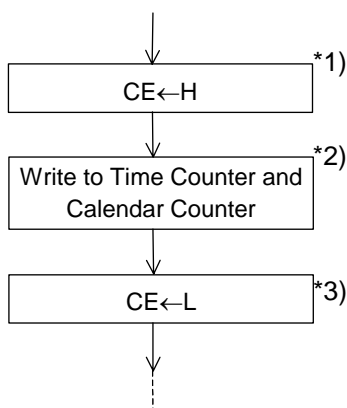 *1)
CE←H
*2)
Write to Time Counter and
Calendar Counter
*3)
CE←L